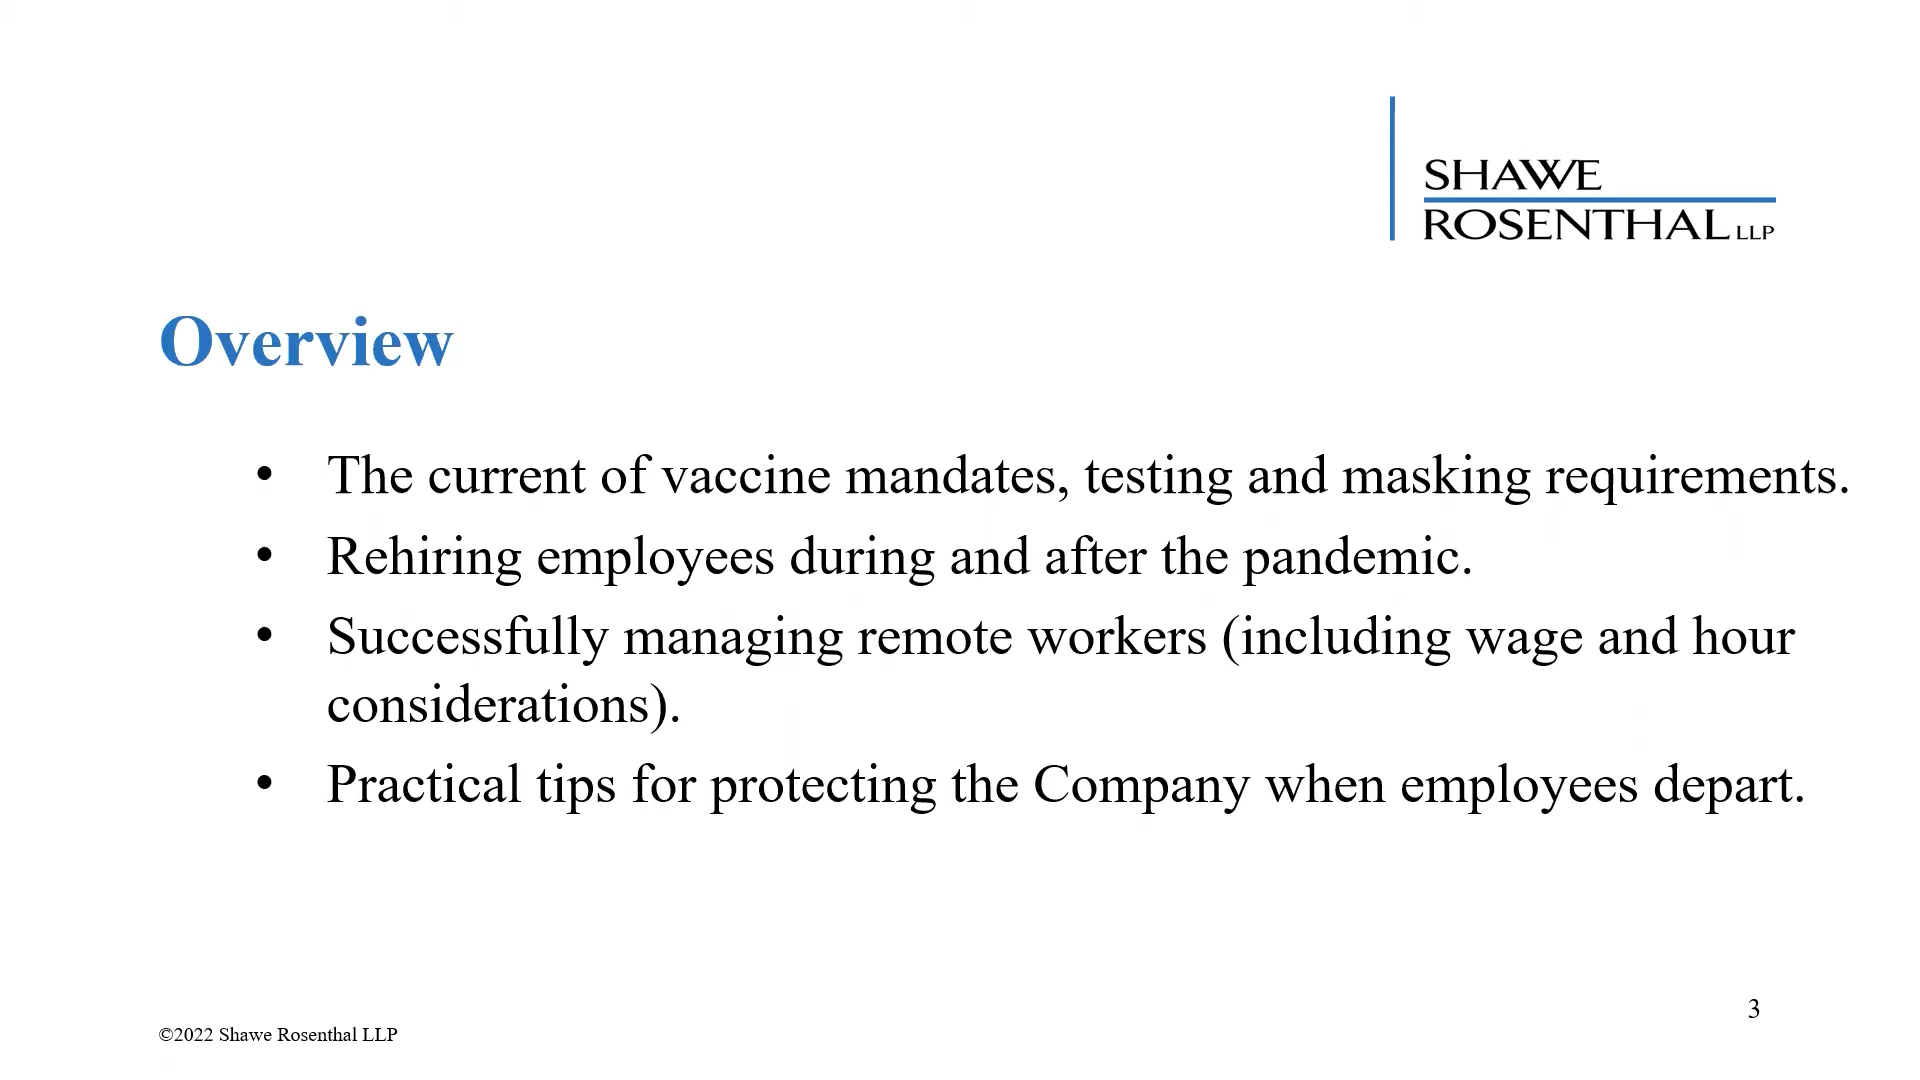 SHAWE
ROSENTHAL LLP
Overview
• The current of vaccine mandates, testing and masking requirements.
• Rehiring employees during and after the pandemic.
• Successfully managing remote workers (including wage and hour
considerations).
• Practical tips for protecting the Company when employees depart.
3
©2022 Shawe Rosenthal LLP